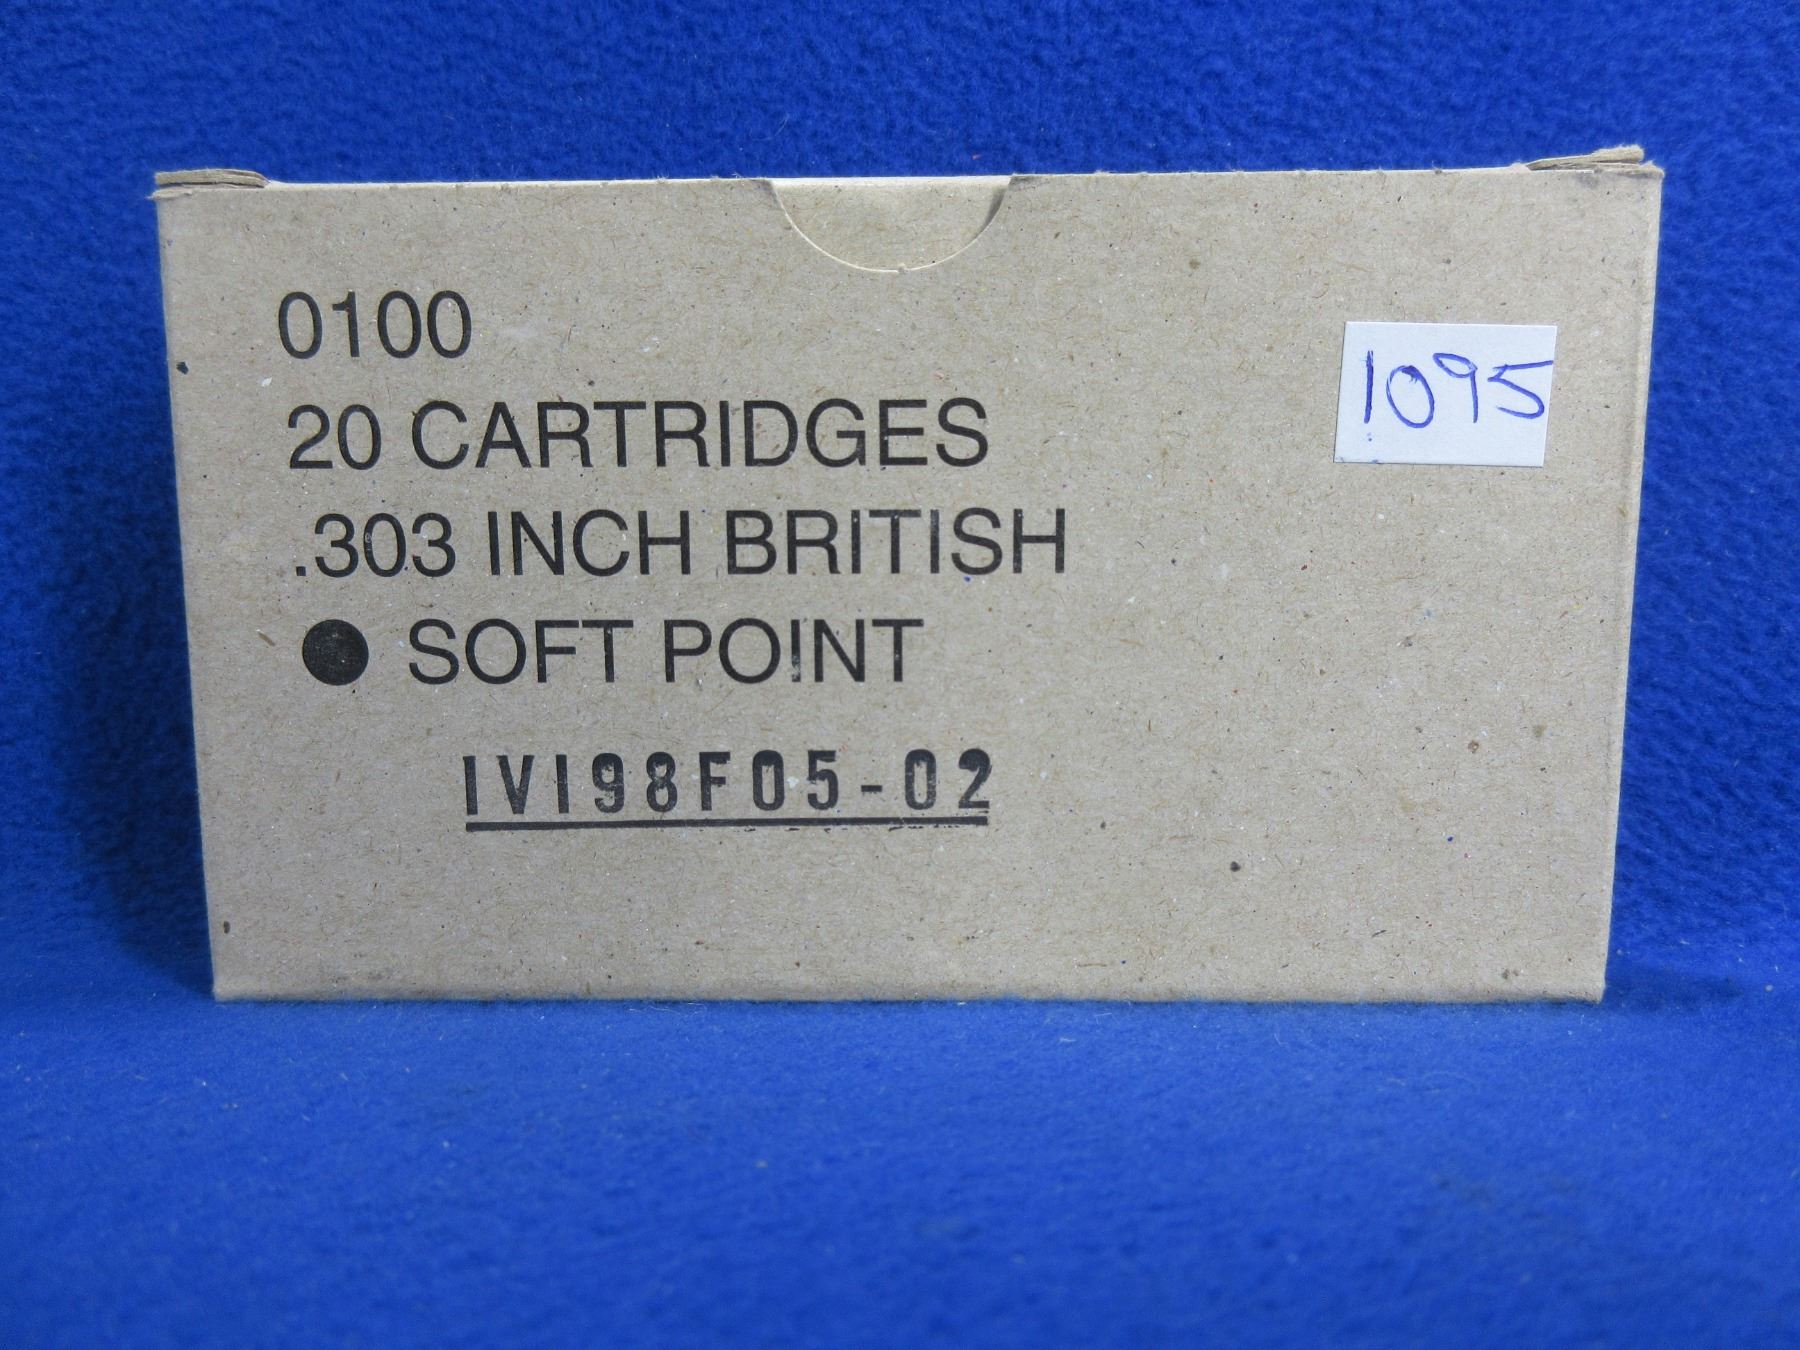 0100
20 CARTRIDGES
.303 INCH BRITISH
● SOFT POINT
IVI98F05-02
1095